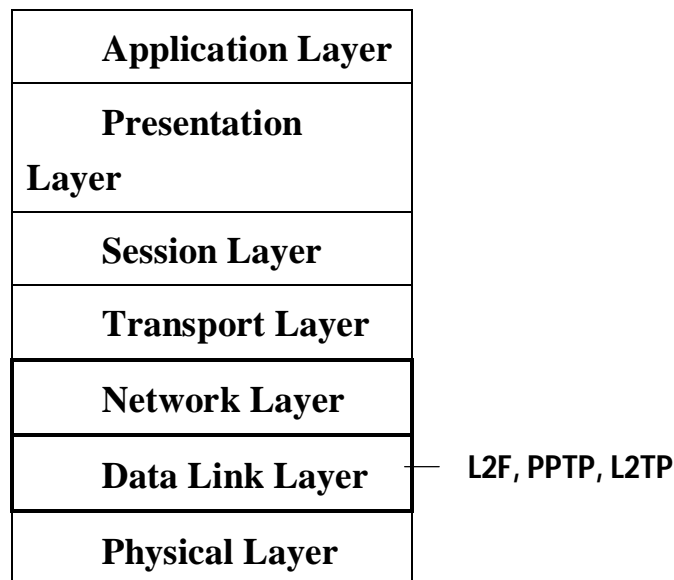 Application Layer
Presentation
Layer
Session Layer
Transport Layer
Network Layer
Data Link Layer
L2F, PPTP, L2TP
Physical Layer